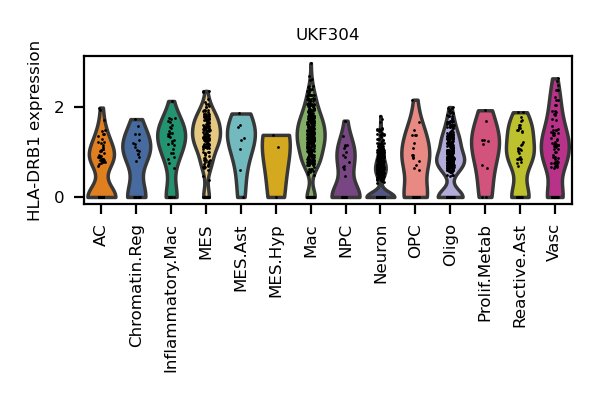 UKF304
HLA-DRB1 expression
2
0
AC
Chromatin.Reg
Inflammatory.Mac
MES
MES.Ast
MES.Hyp
Mac
NPC
Neuron
OPC
Oligo
Prolif.Metab
Reactive.Ast
Vasc